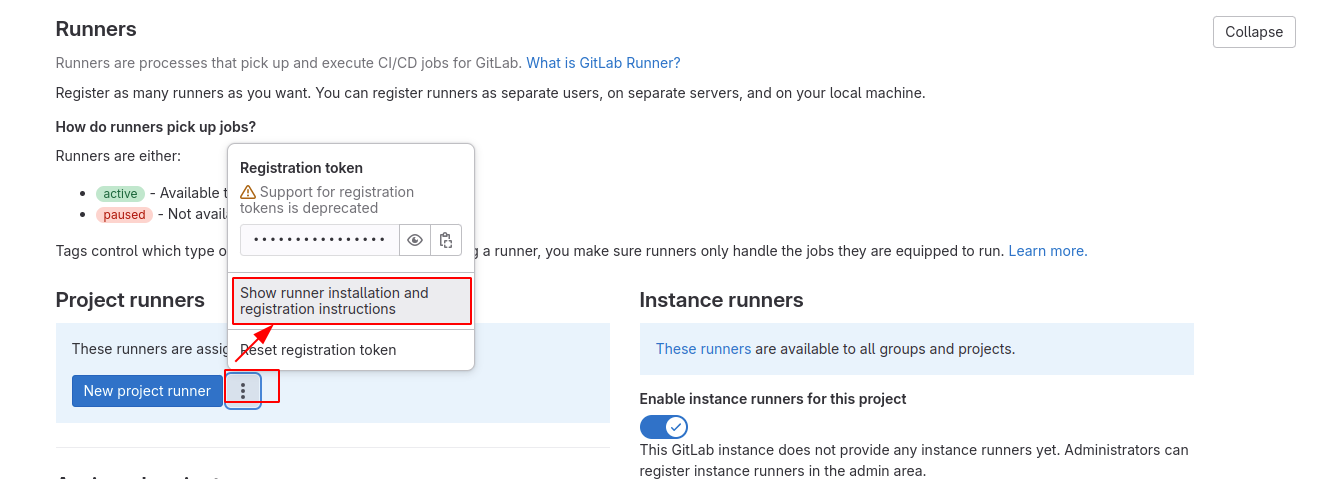 Runners
Collapse
Runners are processes that pick up and execute CI/CD jobs for GitLab. What is GitLab Runner?
Register as many runners as you want. You can register runners as separate users, on separate servers, and on your local machine.
How do runners pick up jobs?
Runners are either:
active - Available
paused - Not avail
Registration token
Support for registration
tokens is deprecated
••••••••••••••••
Tags control which type
a runner, you make sure runners only handle the jobs they are equipped to run. Learn more.
Show runner installation and
registration instructions
Reset registration token
Project runners
These runners are
New project runner
Instance runners
These runners are available to all groups and projects.
Enable instance runners for this project
This GitLab instance does not provide any instance runners yet. Administrators can
register instance runners in the admin area.